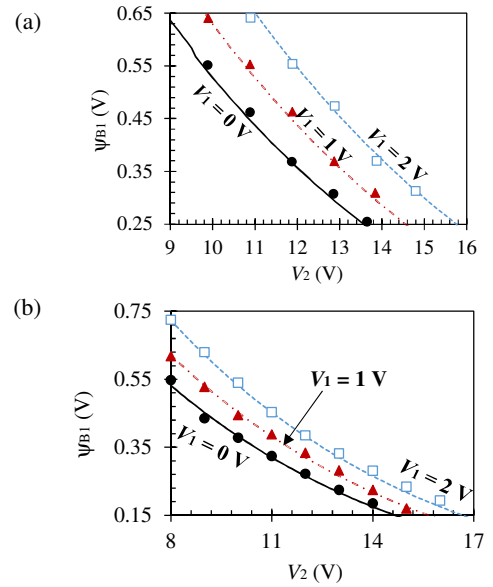 (a)
0.65
0.55
0.45
0.35
0.25
ψB1 (V)
V1 = 0 V
V1 = 1 V
V1 = 2 V
9 10 11 12 13 14 15 16
V2 (V)
(b)
0.75
0.55
0.35
0.15
ψB1 (V)
V1 = 1 V
V1 = 0 V
V1 = 2 V
8 11 14 17
V2 (V)